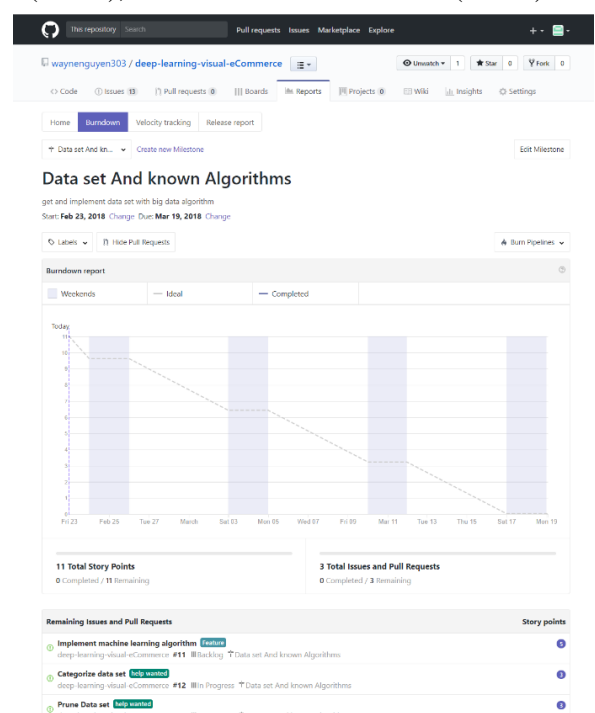 This repository Search Pull requests Issues Marketplace Explore
waynenguyen303 / deep-learning-visual-eCommerce Unwatch 1 Star 0 Fork 0
Code Issues 13 Pull requests 0 Boards Reports Projects 0 Wiki Insights Settings
Home Burndown Velocity tracking Release report
Data set And kn... Create new Milestone Edit Milestone
Data set And known Algorithms
get and implement data set with big data algorithm
Start: Feb 23, 2018 Change Due: Mar 19, 2018 Change
Labels Hide Pull Requests Burn Pipelines
Burndown report
Weekends Ideal Completed
Today
11
10
9
8
7
6
5
4
3
2
1
0
Fri 23 Feb 25 Tue 27 March Sat 03 Mon 05 Wed 07 Fri 09 Mar 11 Tue 13 Thu 15 Sat 17 Mon 19
11 Total Story Points 3 Total Issues and Pull Requests
0 Completed / 11 Remaining 0 Completed / 3 Remaining
Remaining Issues and Pull Requests Story points
Implement machine learning algorithm Feature 5
deep-learning-visual-eCommerce #11 Backlog Data set And known Algorithms
Categorize data set help wanted 3
deep-learning-visual-eCommerce #12 In Progress Data set And known Algorithms
Prune Data set help wanted 3